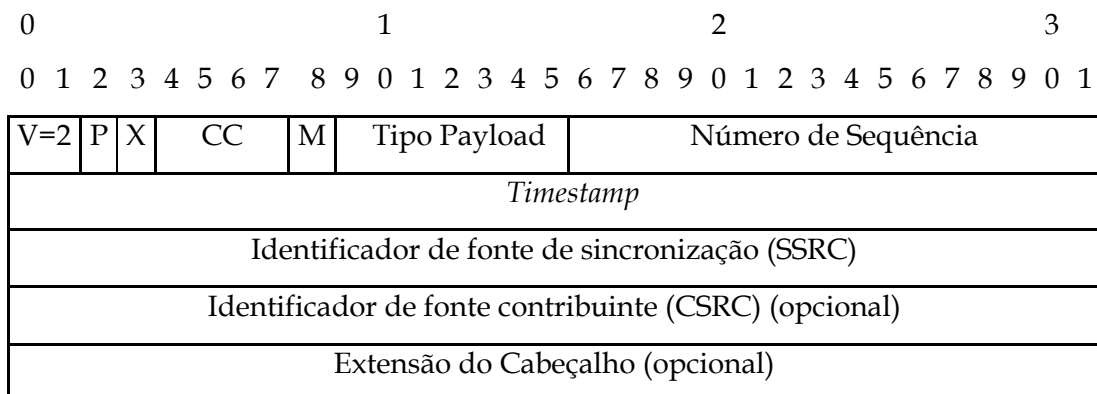 0 1 2 3
0 1 2 3 4 5 6 7 8 9 0 1 2 3 4 5 6 7 8 9 0 1 2 3 4 5 6 7 8 9 0 1
V=2 P X CC M Tipo Payload Número de Sequência
Timestamp
Identificador de fonte de sincronização (SSRC)
Identificador de fonte contribuinte (CSRC) (opcional)
Extensão do Cabeçalho (opcional)